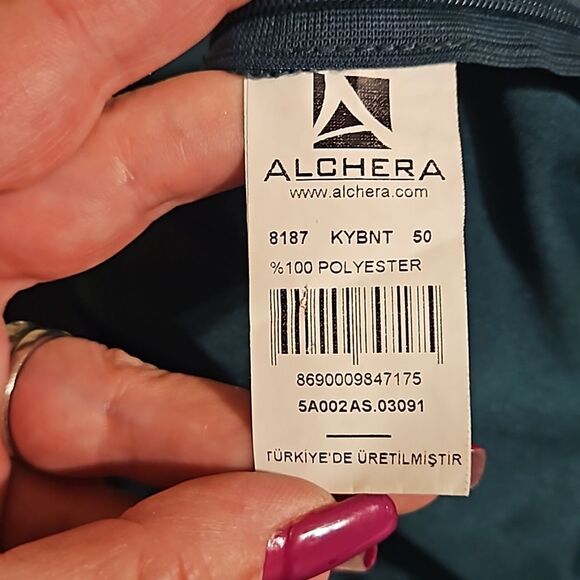 ALCHERA
www.alchera.com
8187 KYBNT 50
%100 POLYESTER
8690009847175
5A002AS.03091
TÜRKİYE'DE ÜRETİLMİŞTİR